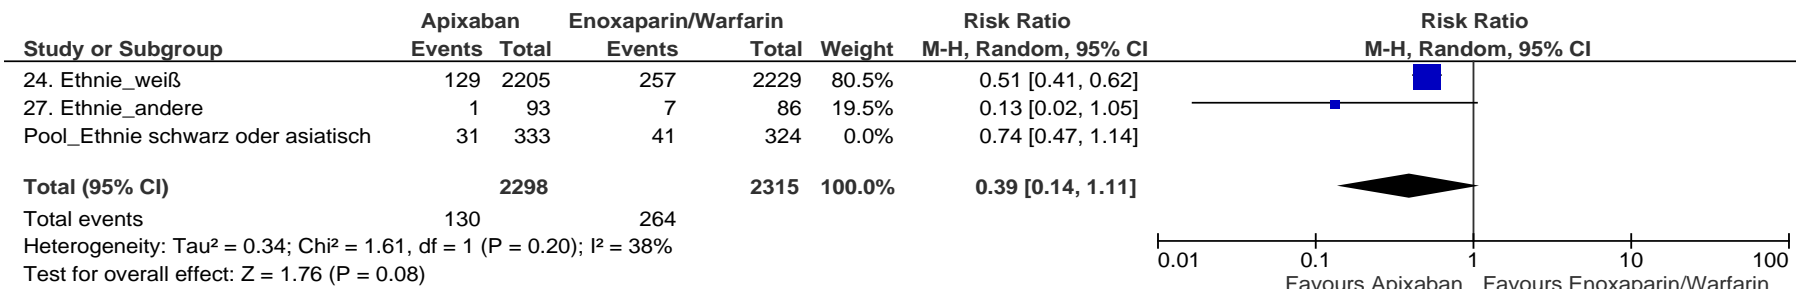 Apixaban Enoxaparin/Warfarin Risk Ratio Risk Ratio
Study or Subgroup Events Total Events Total Weight M-H, Random, 95% CI M-H, Random, 95% CI
24. Ethnie_weiß 129 2205 257 2229 80.5% 0.51 [0.41, 0.62]
27. Ethnie_andere 1 93 7 86 19.5% 0.13 [0.02, 1.05]
Pool_Ethnie schwarz oder asiatisch 31 333 41 324 0.0% 0.74 [0.47, 1.14]
Total (95% CI) 2298 2315 100.0% 0.39 [0.14, 1.11]
Total events 130 264
Heterogeneity: Tau² = 0.34; Chi² = 1.61, df = 1 (P = 0.20); I² = 38%
Test for overall effect: Z = 1.76 (P = 0.08)
0.01 0.1 1 10 100
Favours Apixaban Favours Enoxaparin/Warfarin